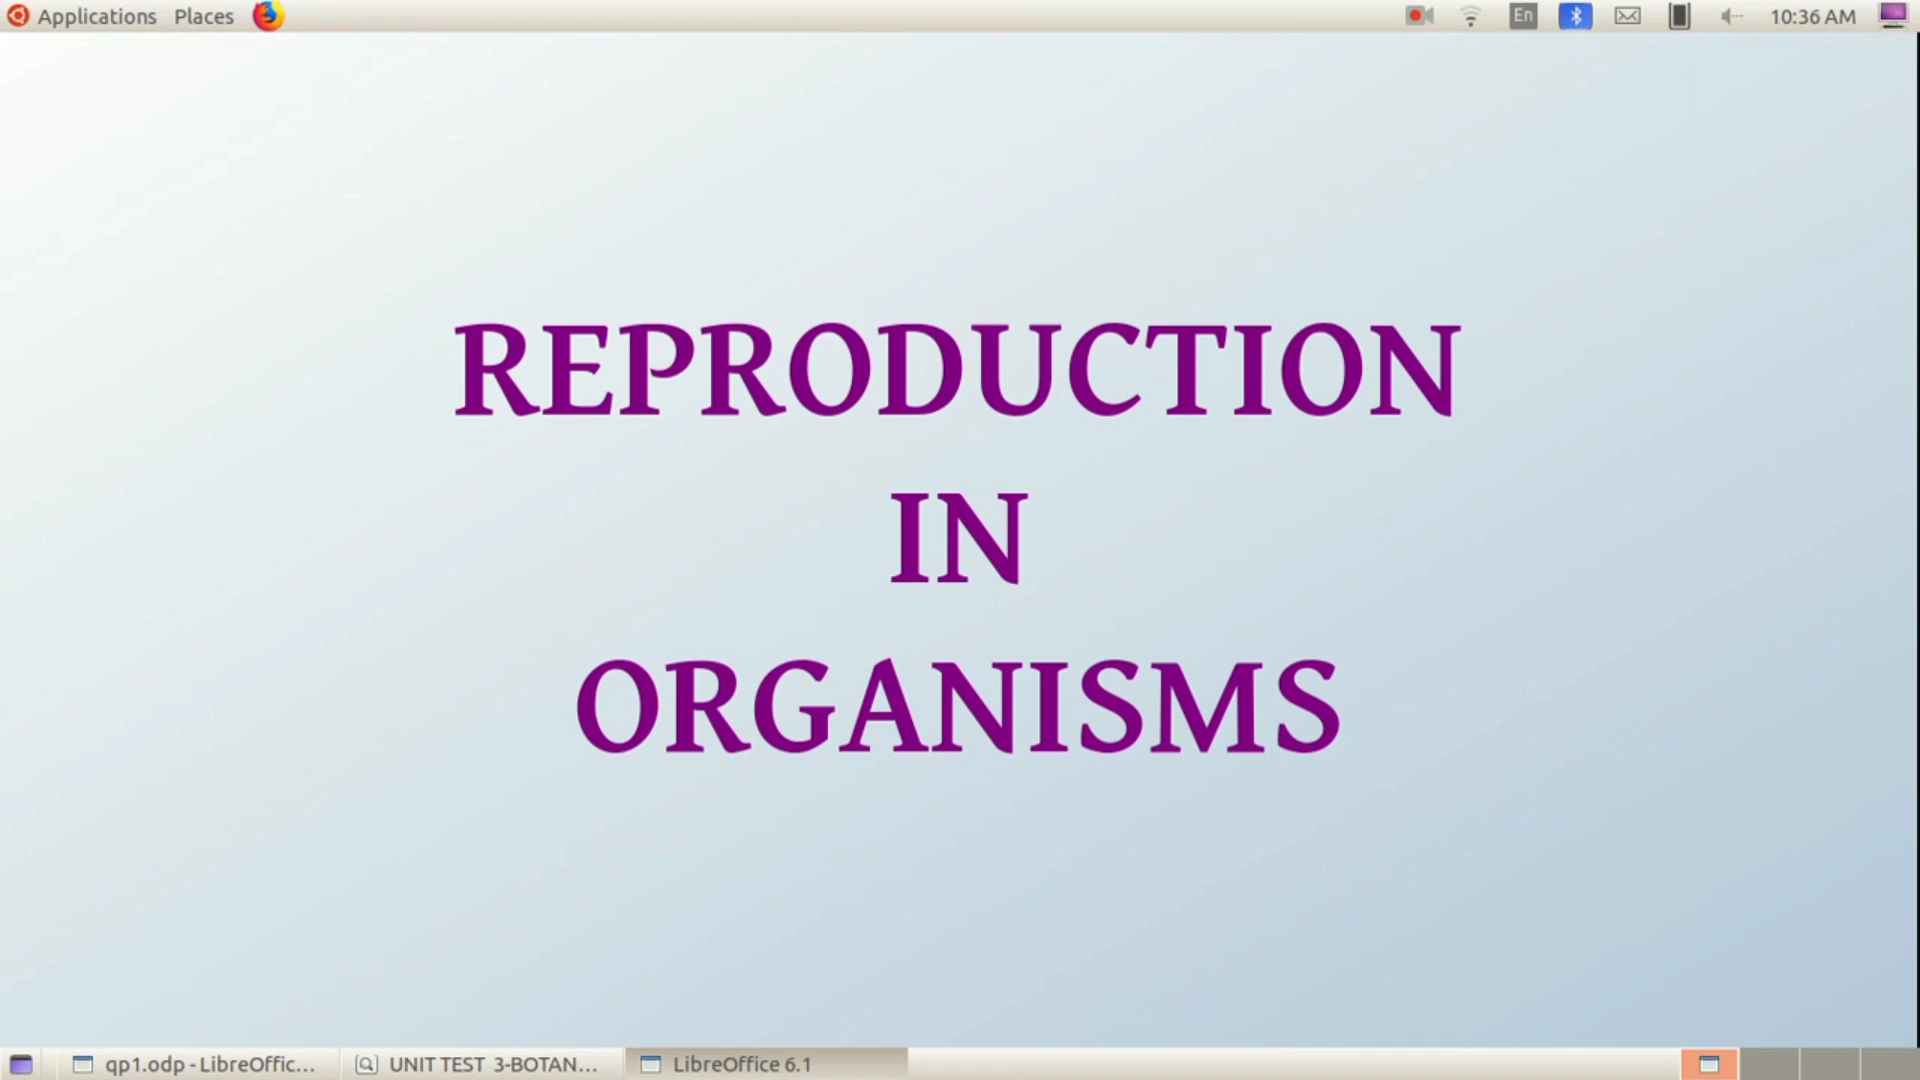 Applications Places
En
10:36 AM
REPRODUCTION
IN
ORGANISMS
qp1.odp - LibreOffic...
UNIT TEST 3-BOTAN...
LibreOffice 6.1